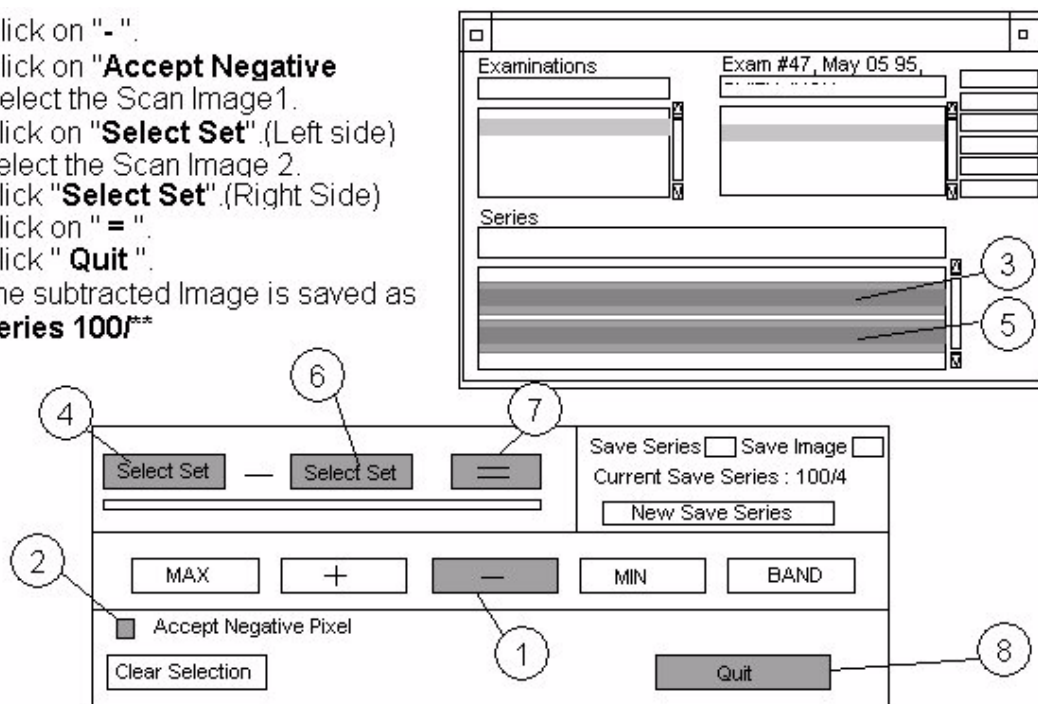 lick on "- ".
lick on "Accept Negative
elect the Scan Image1.
lick on "Select Set".(Left side)
elect the Scan Image 2.
lick "Select Set".(Right Side)
lick on " = ".
lick " Quit ".
he subtracted Image is saved as
eries 100/**
Examinations
Exam #47, May 05 95,
Series
3
5
6
4
7
Select Set — Select Set =
Save Series Save Image
Current Save Series : 100/4
New Save Series
2
MAX + — MIN BAND
Accept Negative Pixel
1
8
Clear Selection
Quit